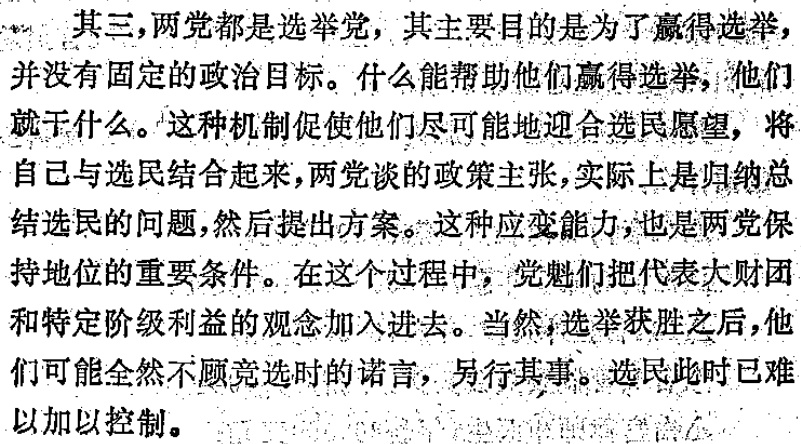 其三，两党都是选举党，其主要目的是为了赢得选举，
并没有固定的政治目标。什么能帮助他们赢得选举，他们
就干什么。这种机制促使他们尽可能地迎合选民愿望，将
自己与选民结合起来，两党谈的政策主张，实际上是归纳总
结选民的问题，然后提出方案。这种应变能力，也是两党保
持地位的重要条件。在这个过程中，党魁们把代表大财团
和特定阶级利益的观念加入进去。当然，选举获胜之后，他
们可能全然不顾竞选时的诺言，另行其事。选民此时已难
以加以控制。